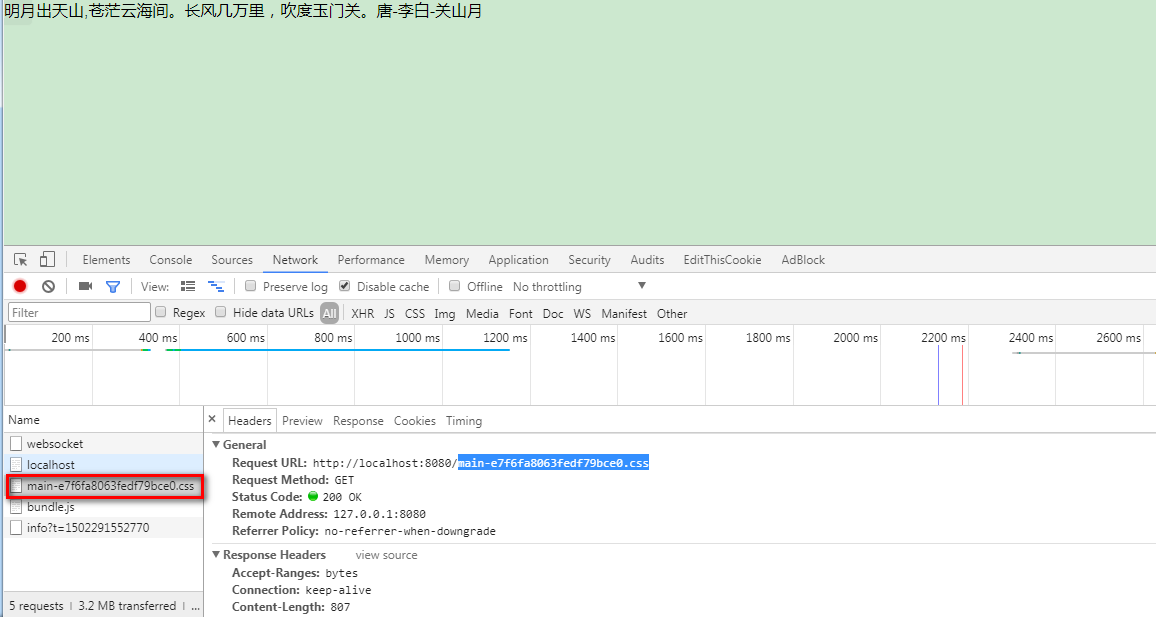 明月出天山,苍茫云海间。长风几万里，吹度玉门关。唐-李白-关山月
Elements Console Sources Network Performance Memory Application Security Audits EditThisCookie AdBlock
View: Preserve log Disable cache Offline No throttling
Filter Regex Hide data URLs All XHR JS CSS Img Media Font Doc WS Manifest Other
200 ms 400 ms 600 ms 800 ms 1000 ms 1200 ms 1400 ms 1600 ms 1800 ms 2000 ms 2200 ms 2400 ms 2600 ms
Name
websocket
localhost
main-e7f6fa8063fedf79bce0.css
bundle.js
info?t=1502291552770
5 requests | 3.2 MB transferred | ...
× Headers Preview Response Cookies Timing
General
Request URL: http://localhost:8080/main-e7f6fa8063fedf79bce0.css
Request Method: GET
Status Code: 200 OK
Remote Address: 127.0.0.1:8080
Referrer Policy: no-referrer-when-downgrade
Response Headers view source
Accept-Ranges: bytes
Connection: keep-alive
Content-Length: 807